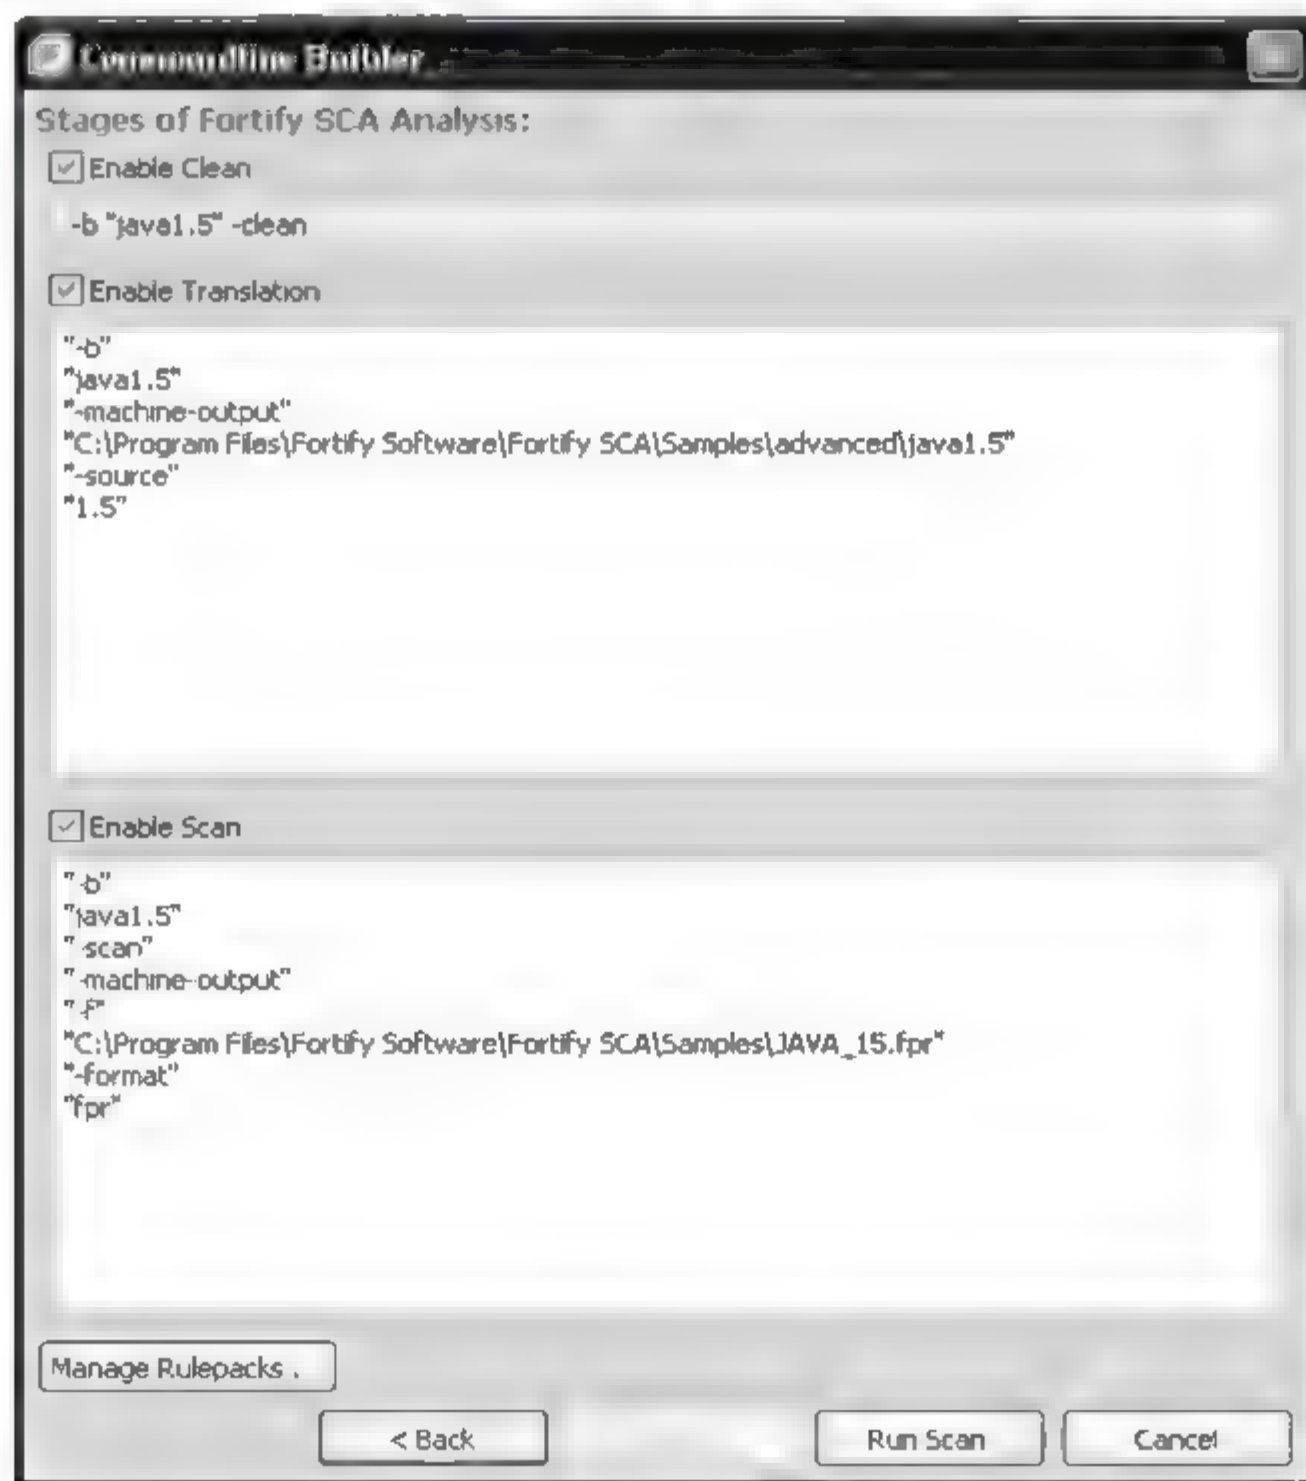 Commandline Builder
Stages of Fortify SCA Analysis:
Enable Clean
-b "java1.5" -clean
Enable Translation
"-b"
"java1.5"
"-machine-output"
"C:\Program Files\Fortify Software\Fortify SCA\Samples\advanced\java1.5"
"-source"
"1.5"
Enable Scan
"-b"
"java1.5"
"-scan"
"-machine-output"
"-f"
"C:\Program Files\Fortify Software\Fortify SCA\Samples\JAVA_15.fpr"
"-format"
"fpr"
Manage Rulepacks .
< Back
Run Scan
Cancel